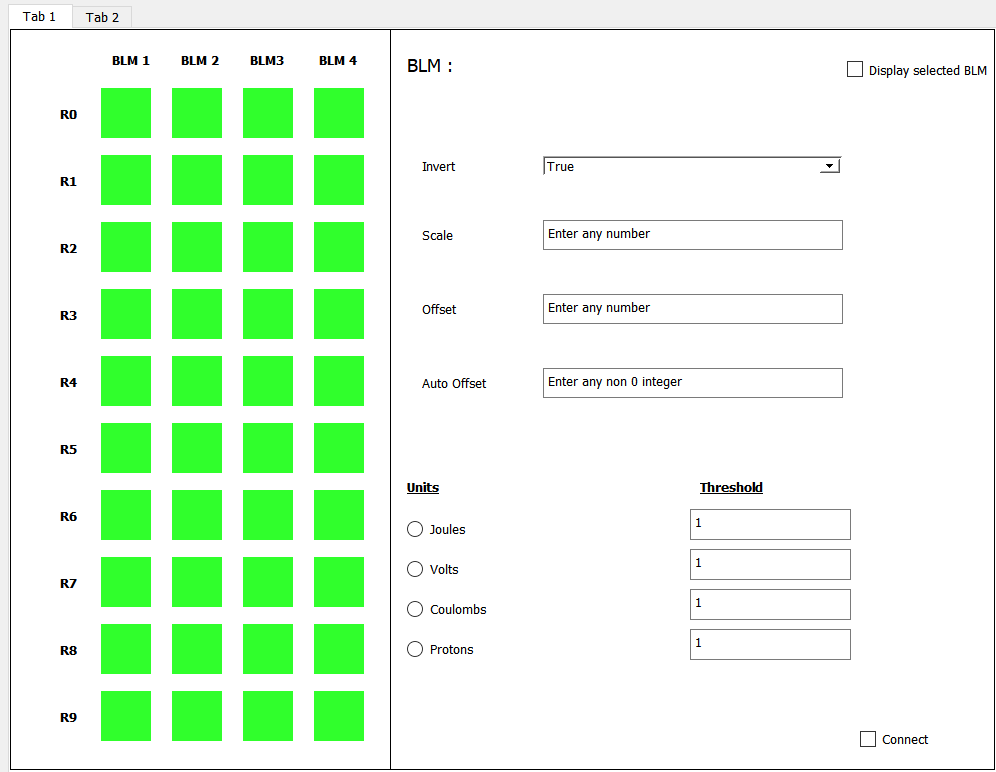 Tab 1 Tab 2
BLM 1 BLM 2 BLM3 BLM 4
R0
R1
R2
R3
R4
R5
R6
R7
R8
R9
BLM :
Display selected BLM
Invert True
Scale Enter any number
Offset Enter any number
Auto Offset Enter any non 0 integer
Units Threshold
Joules 1
Volts 1
Coulombs 1
Protons 1
Connect